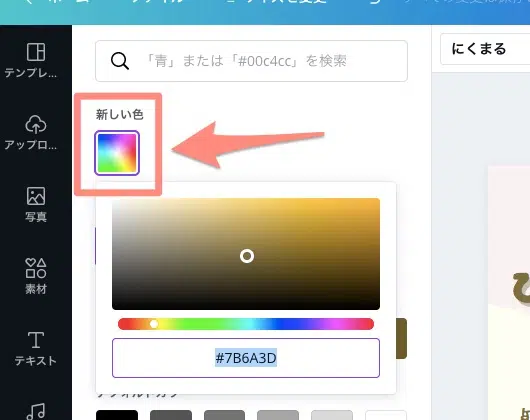 「青」または「#00c4cc」を検索
にくまる
テンプレ...
新しい色
アップロ...
写真
素材
#7B6A3D
テキスト